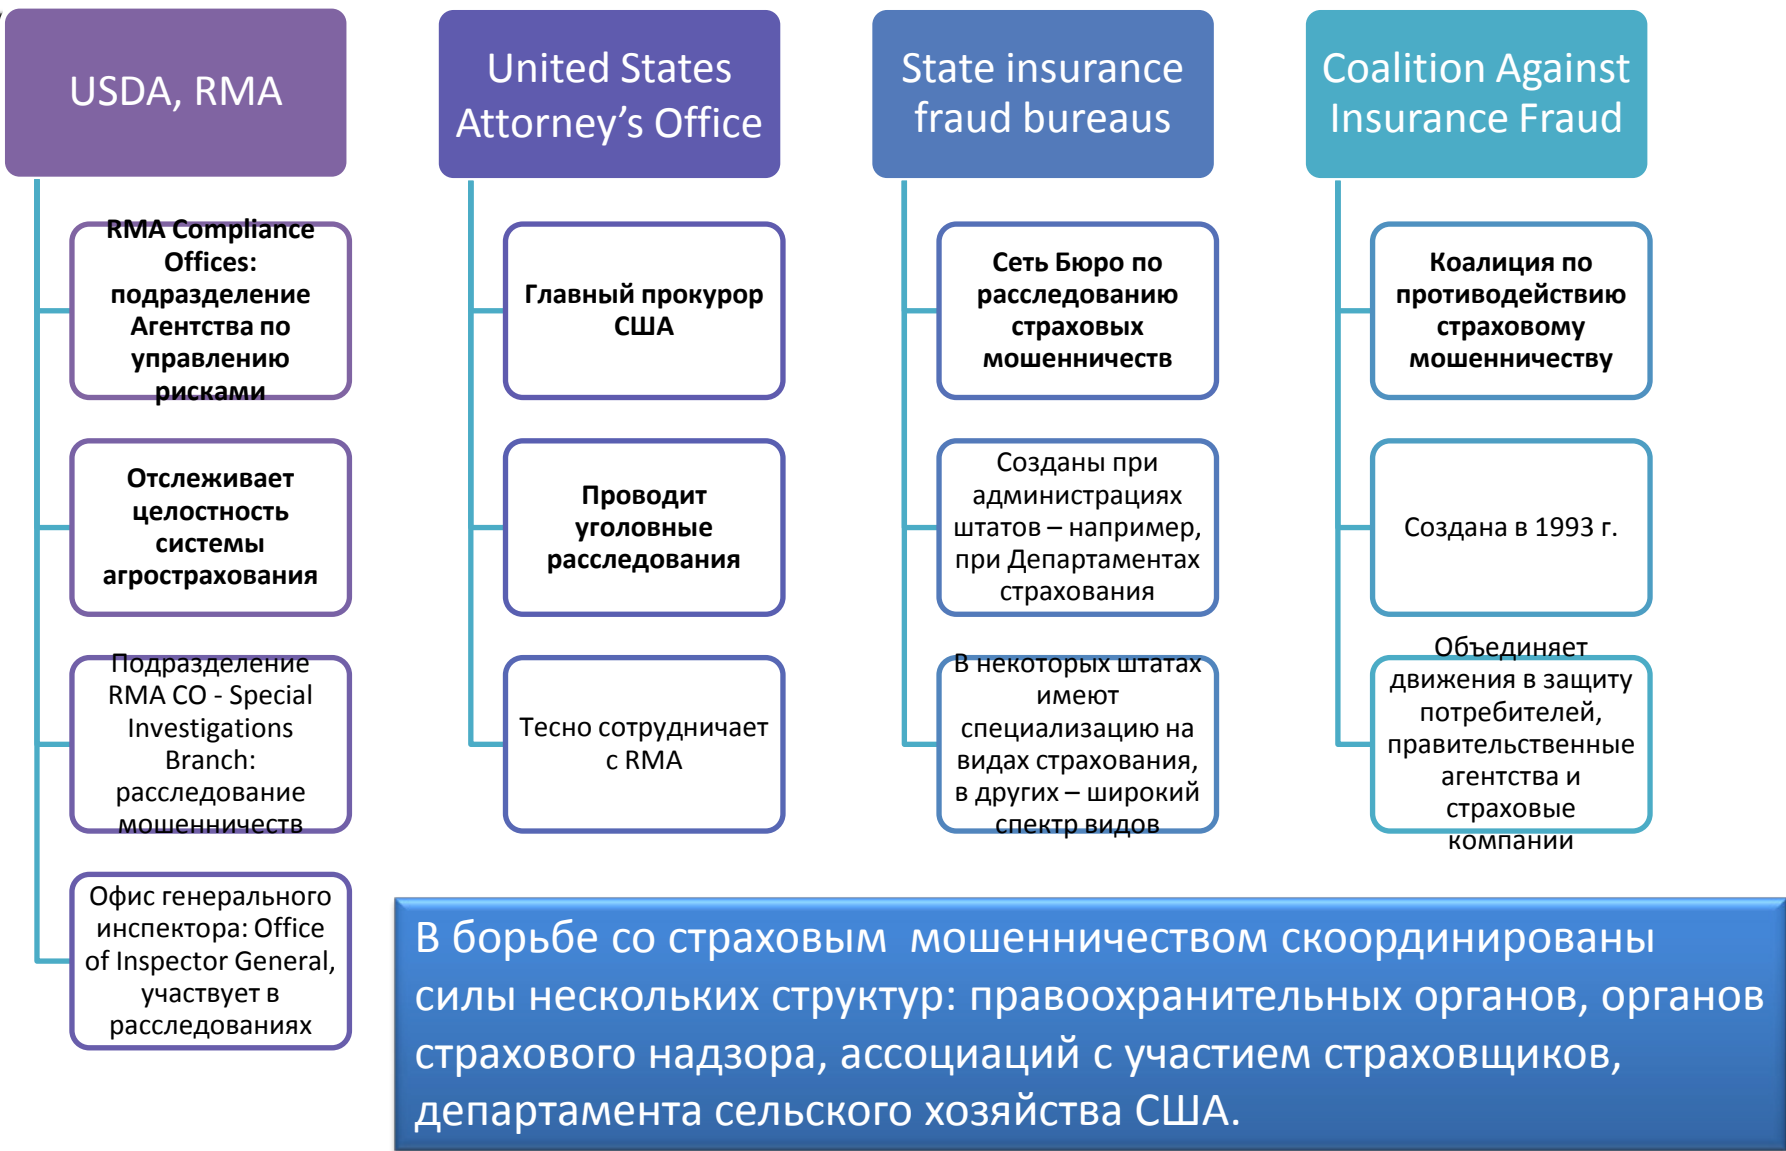 USDA, RMA
RMA Compliance
Offices:
подразделение
Агентства по
управлению
рисками
Отслеживает
целостность
системы
агрострахования
Подразделение
RMA CO - Special
Investigations
Branch:
расследование
мошенничеств
Офис генерального
инспектора: Office
of Inspector General,
участвует в
расследованиях
United States
Attorney’s Office
Главный прокурор
США
Проводит
уголовные
расследования
Тесно сотрудничает
с RMA
State insurance
fraud bureaus
Сеть Бюро по
расследованию
страховых
мошенничеств
Созданы при
администрациях
штатов – например,
при Департаментах
страхования
В некоторых штатах
имеют
специализацию на
видах страхования,
в других – широкий
спектр видов
Coalition Against
Insurance Fraud
Коалиция по
противодействию
страховому
мошенничеству
Создана в 1993 г.
Объединяет
движения в защиту
потребителей,
правительственные
агентства и
страховые
компании
В борьбе со страховым  мошенничеством скоординированы
силы нескольких структур: правоохранительных органов, органов
страхового надзора, ассоциаций с участием страховщиков,
департамента сельского хозяйства США.